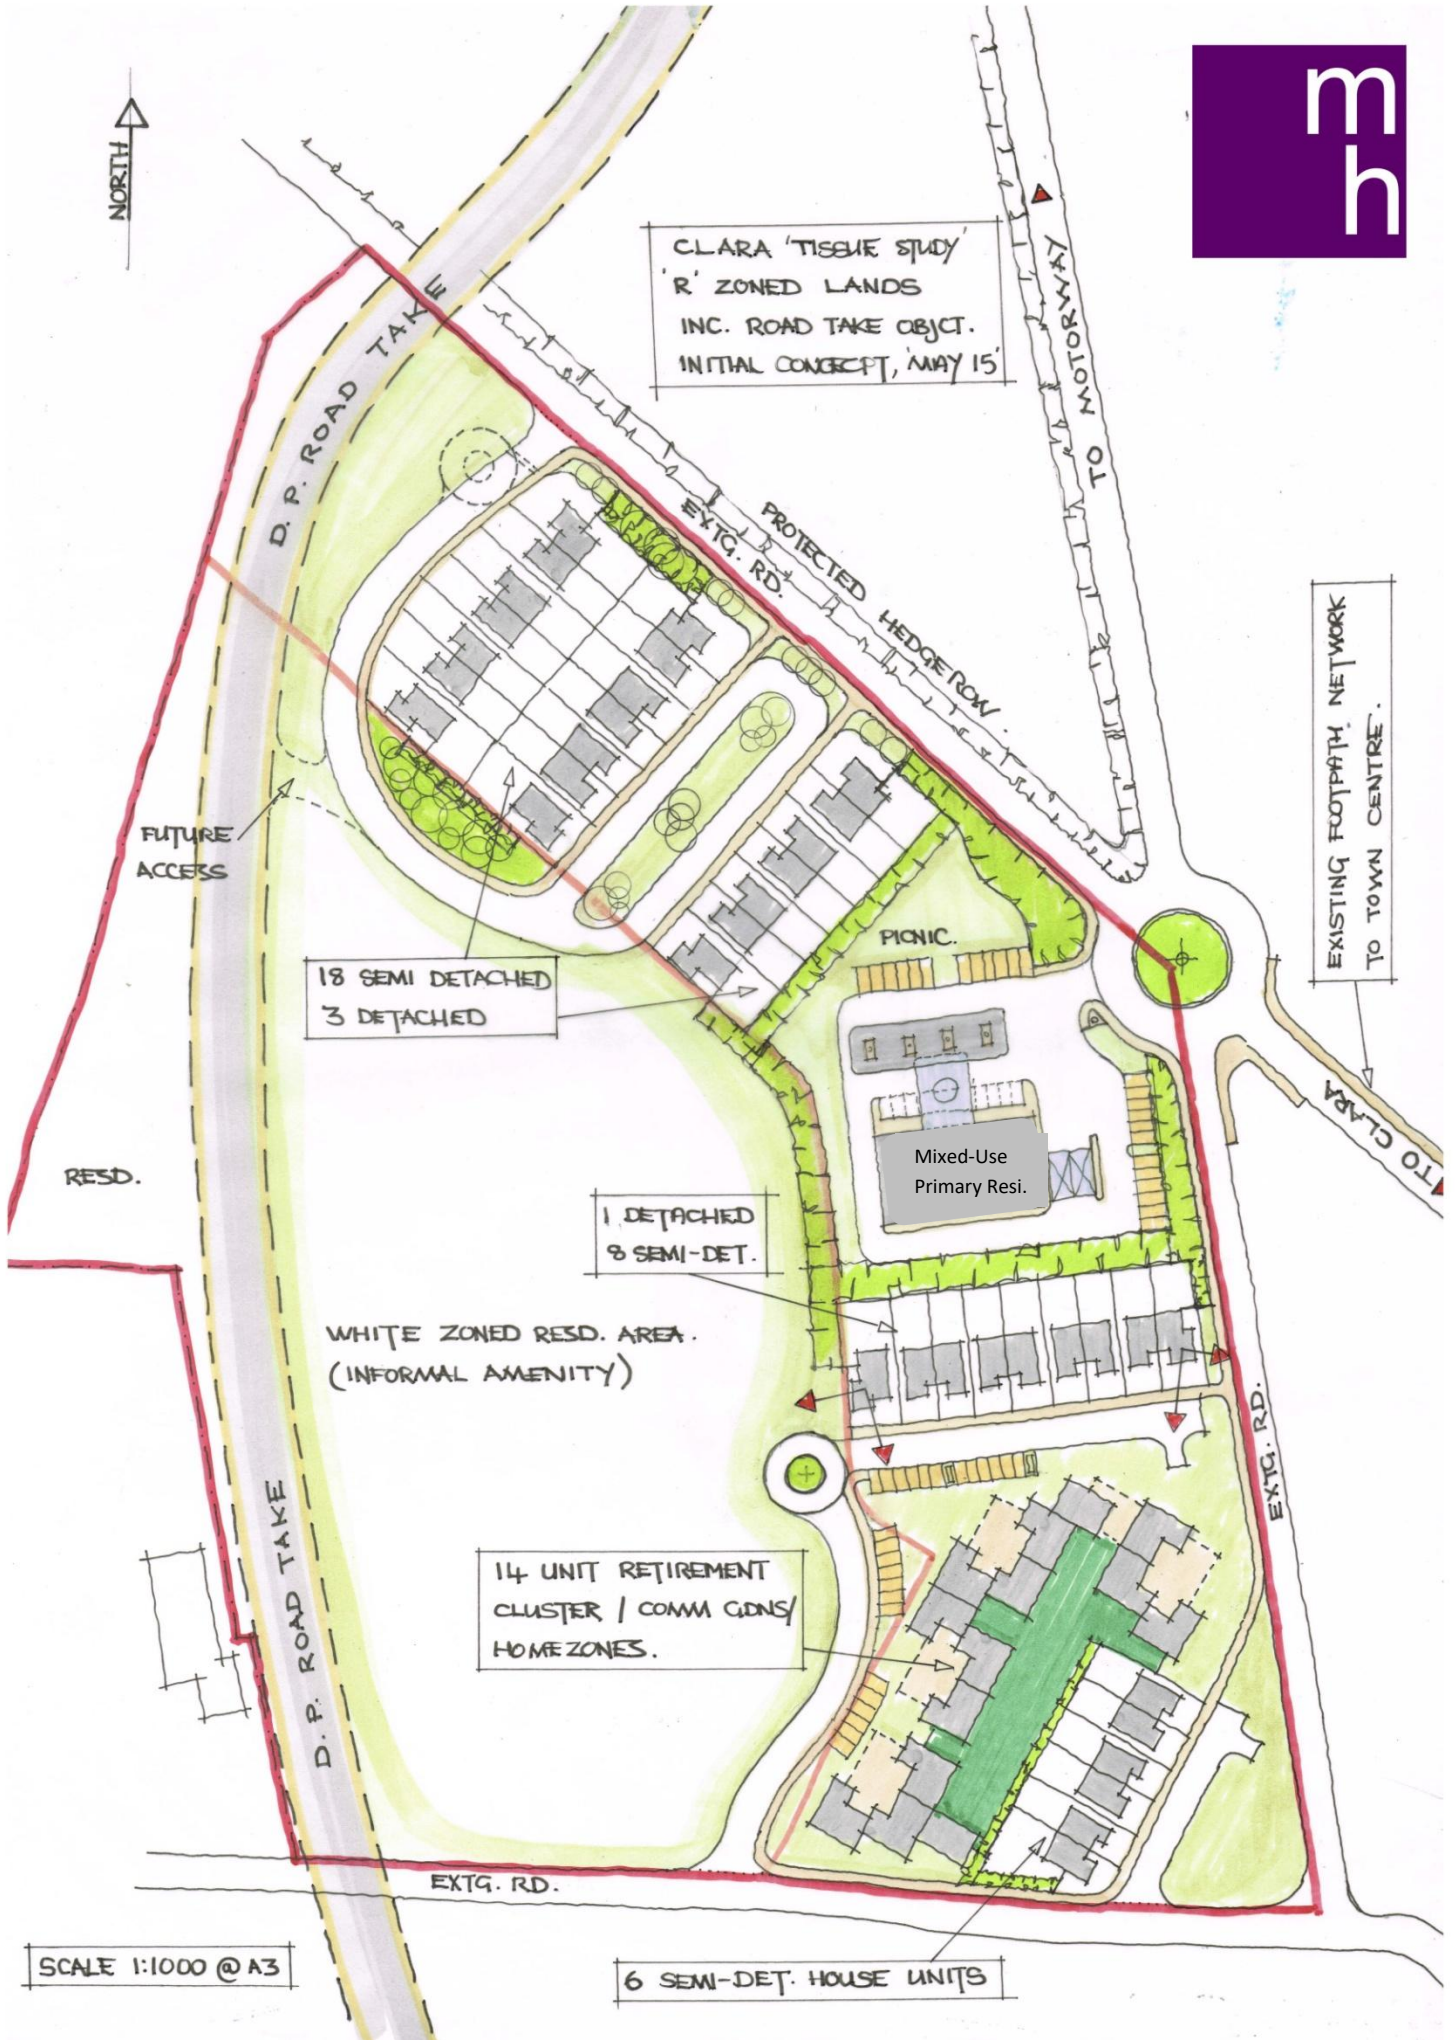 m
h
NORTH
CLARA 'TISSUE STUDY'
'R' ZONED LANDS
INC. ROAD TAKE OBJCT.
INITIAL CONCEPT, 'MAY 15'
TO MOTORWAY
D. P. ROAD TAKE
EXTG. RD.
PROTECTED HEDGEROW.
EXISTING FOOTPATH NETWORK
TO TOWN CENTRE.
FUTURE
ACCESS
PICNIC.
18 SEMI DETACHED
3 DETACHED
TO CLARA
RESD.
Mixed-Use
Primary Resi.
1 DETACHED
8 SEMI-DET.
WHITE ZONED RESD. AREA.
(INFORMAL AMENITY)
EXTG. RD.
D. P. ROAD TAKE
14 UNIT RETIREMENT
CLUSTER / COMM GDNS/
HOMEZONES.
EXTG. RD.
SCALE 1:1000 @ A3
6 SEMI-DET. HOUSE UNITS